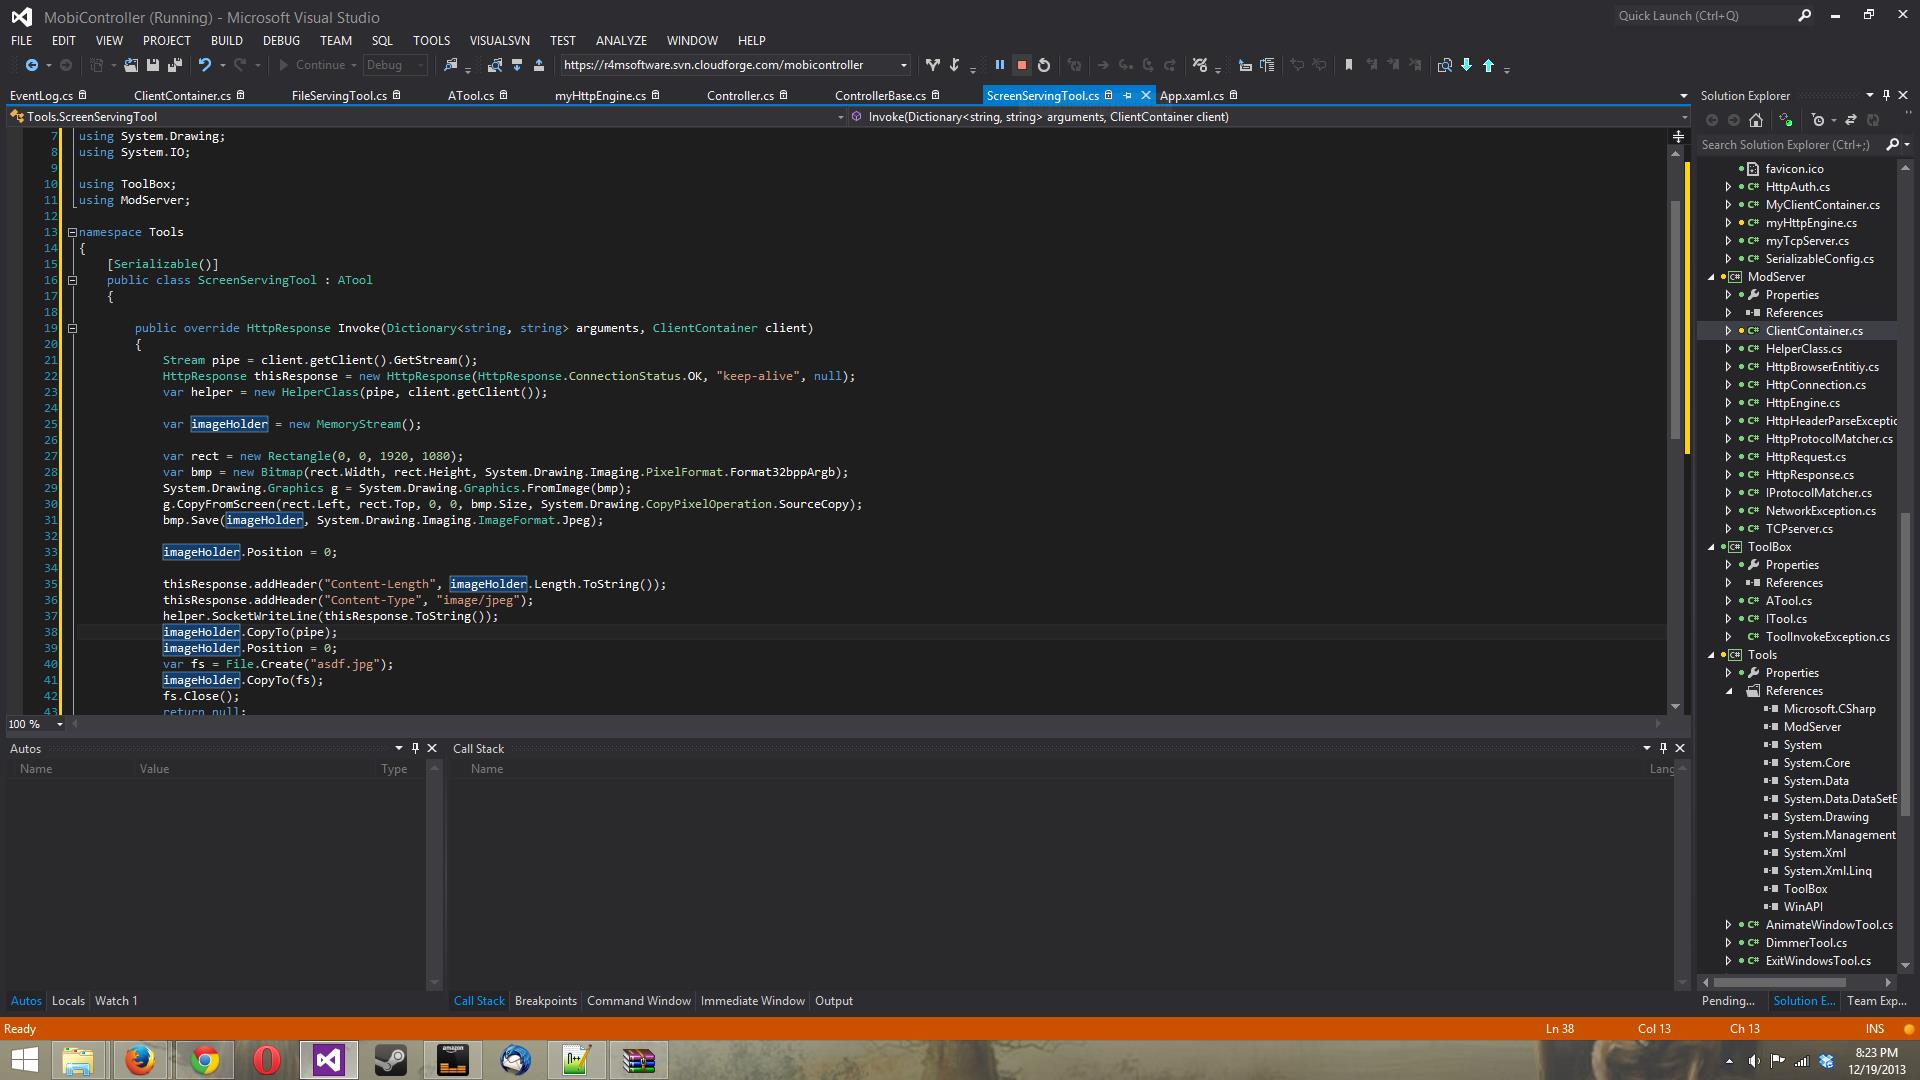 MobiController (Running) - Microsoft Visual Studio
Quick Launch (Ctrl+Q)
FILE EDIT VIEW PROJECT BUILD DEBUG TEAM SQL TOOLS VISUALSVN TEST ANALYZE WINDOW HELP
Continue Debug https://r4msoftware.svn.cloudforge.com/mobicontroller
EventLog.cs ClientContainer.cs FileServingTool.cs ATool.cs myHttpEngine.cs Controller.cs ControllerBase.cs ScreenServingTool.cs App.xaml.cs
Tools.ScreenServingTool Invoke(Dictionary<string, string> arguments, ClientContainer client)
7 using System.Drawing;
8 using System.IO;
9
10 using ToolBox;
11 using ModServer;
12
13 namespace Tools
14 {
15 [Serializable()]
16 public class ScreenServingTool : ATool
17 {
18
19 public override HttpResponse Invoke(Dictionary<string, string> arguments, ClientContainer client)
20 {
21 Stream pipe = client.getClient().GetStream();
22 HttpResponse thisResponse = new HttpResponse(HttpResponse.ConnectionStatus.OK, "keep-alive", null);
23 var helper = new HelperClass(pipe, client.getClient());
24
25 var imageHolder = new MemoryStream();
26
27 var rect = new Rectangle(0, 0, 1920, 1080);
28 var bmp = new Bitmap(rect.Width, rect.Height, System.Drawing.Imaging.PixelFormat.Format32bppArgb);
29 System.Drawing.Graphics g = System.Drawing.Graphics.FromImage(bmp);
30 g.CopyFromScreen(rect.Left, rect.Top, 0, 0, bmp.Size, System.Drawing.CopyPixelOperation.SourceCopy);
31 bmp.Save(imageHolder, System.Drawing.Imaging.ImageFormat.Jpeg);
32
33 imageHolder.Position = 0;
34
35 thisResponse.addHeader("Content-Length", imageHolder.Length.ToString());
36 thisResponse.addHeader("Content-Type", "image/jpeg");
37 helper.SocketWriteLine(thisResponse.ToString());
38 imageHolder.CopyTo(pipe);
39 imageHolder.Position = 0;
40 var fs = File.Create("asdf.jpg");
41 imageHolder.CopyTo(fs);
42 fs.Close();
43 return null;
100 %
Autos
Name Value Type
Call Stack
Name Lang
Autos Locals Watch 1
Call Stack Breakpoints Command Window Immediate Window Output
Solution Explorer
Search Solution Explorer (Ctrl+;)
favicon.ico
HttpAuth.cs
MyClientContainer.cs
myHttpEngine.cs
myTcpServer.cs
SerializableConfig.cs
ModServer
Properties
References
ClientContainer.cs
HelperClass.cs
HttpBrowserEntitiy.cs
HttpConnection.cs
HttpEngine.cs
HttpHeaderParseExceptic
HttpProtocolMatcher.cs
HttpRequest.cs
HttpResponse.cs
IProtocolMatcher.cs
NetworkException.cs
TCPserver.cs
ToolBox
Properties
References
ATool.cs
ITool.cs
ToolInvokeException.cs
Tools
Properties
References
Microsoft.CSharp
ModServer
System
System.Core
System.Data
System.Data.DataSetE
System.Drawing
System.Management
System.Xml
System.Xml.Linq
ToolBox
WinAPI
AnimateWindowTool.cs
DimmerTool.cs
ExitWindowsTool.cs
Pending... Solution E... Team Exp...
Ready Ln 38 Col 13 Ch 13 INS
amazon
8:23 PM
12/19/2013